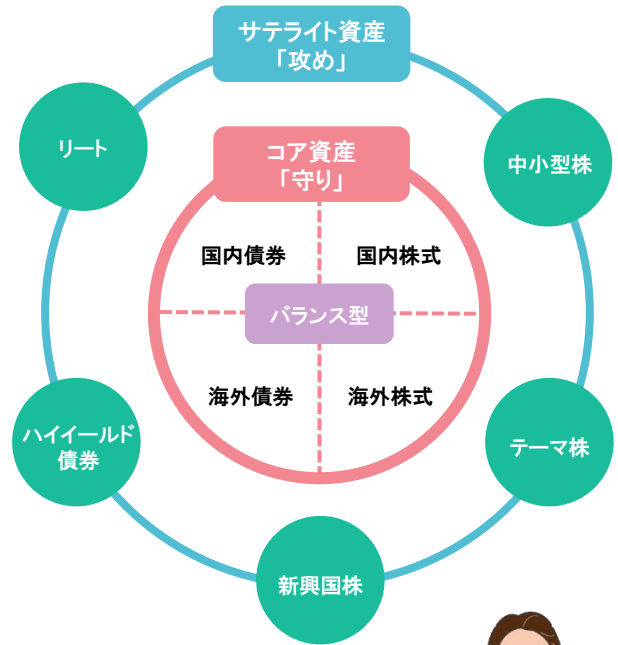 サテライト資産
「攻め」
リート
コア資産
「守り」
中小型株
国内債券
国内株式
バランス型
海外債券
海外株式
ハイイールド
債券
テーマ株
新興国株